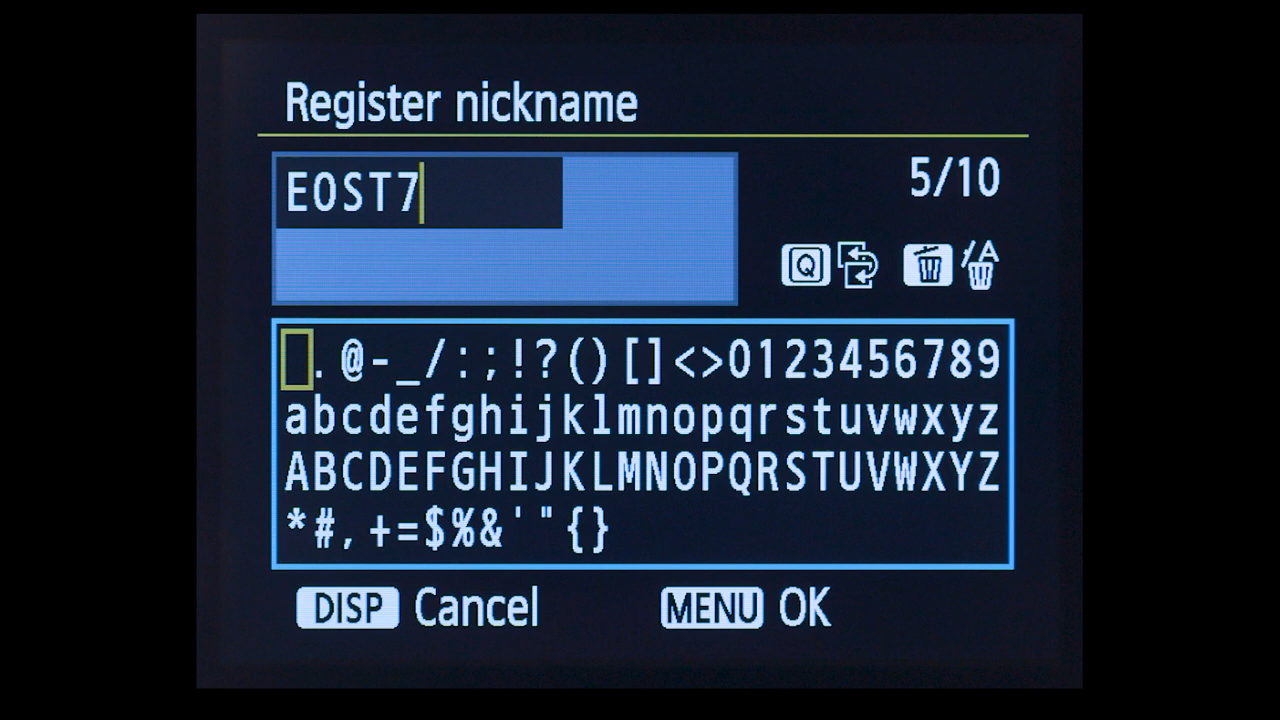 Register nickname
EOST7
5/10
Q A
.@-_/:;!?()[]<>0123456789
abcdefghijklmnopqrstuvwxyz
ABCDEFGHIJKLMNOPQRSTUVWXYZ
*#,+=$%&'"{}
DISP Cancel MENU OK